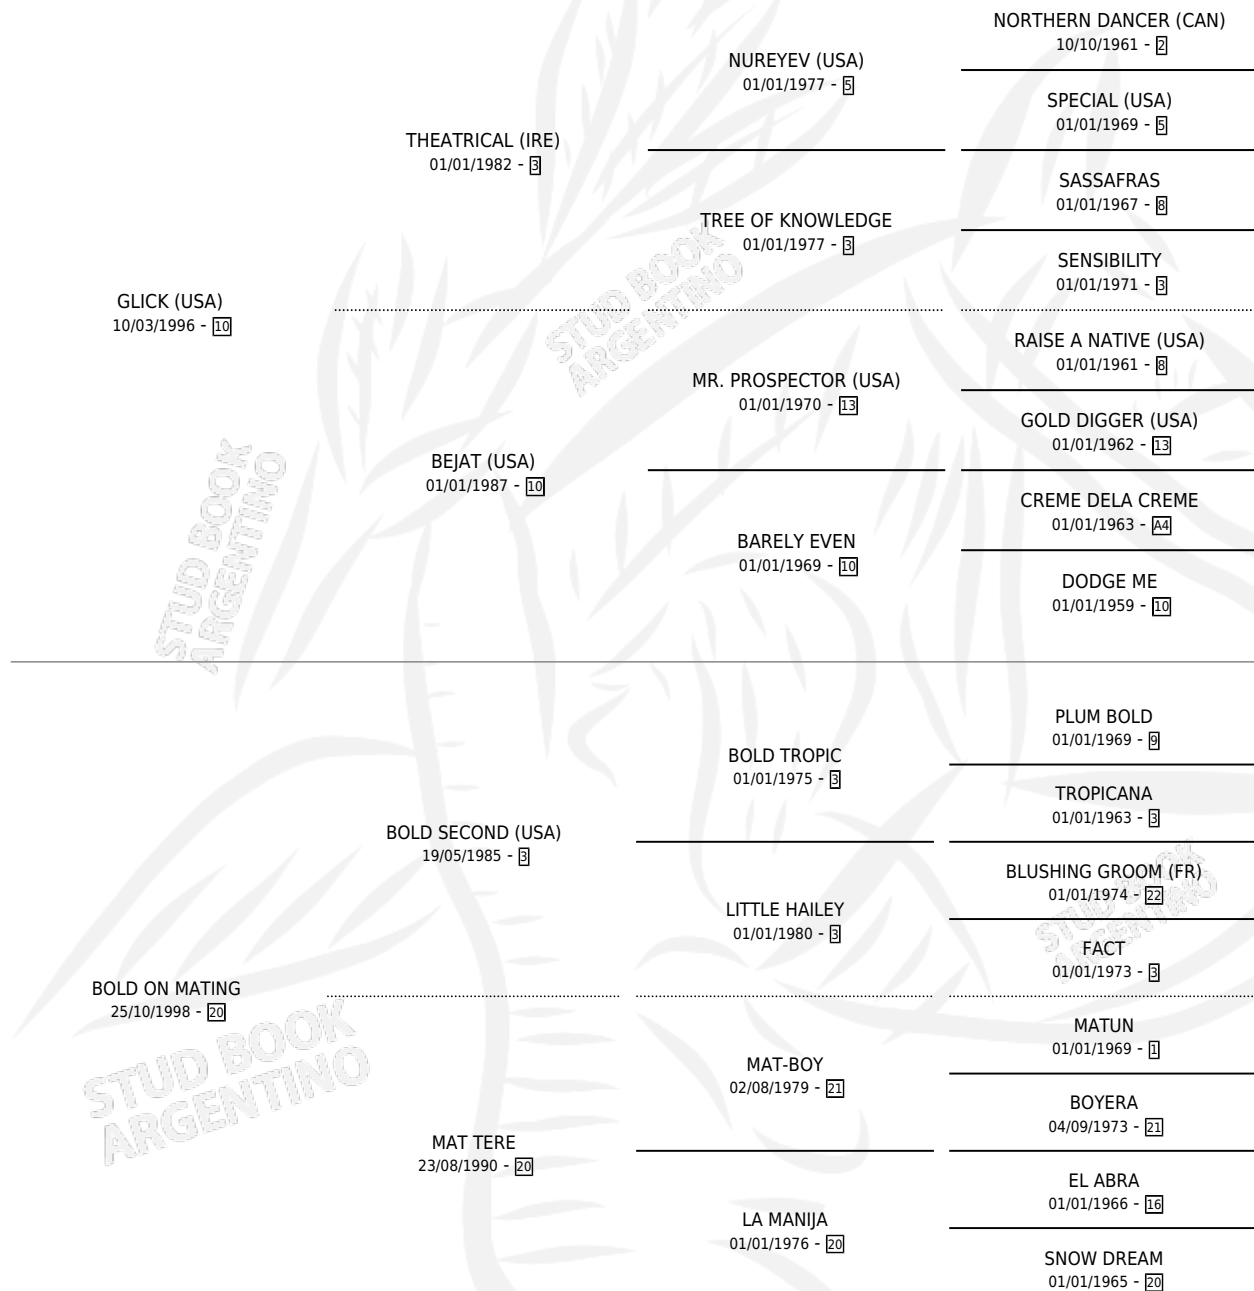 NORTHERN DANCER (CAN)
10/10/1961 - 2
NUREYEV (USA)
01/01/1977 - 5
SPECIAL (USA)
01/01/1969 - 5
THEATRICAL (IRE)
01/01/1982 - 3
SASSAFRAS
01/01/1967 - 8
TREE OF KNOWLEDGE
01/01/1977 - 3
SENSIBILITY
01/01/1971 - 3
GLICK (USA)
10/03/1996 - 10
STUD BOOK
ARGENTINO
RAISE A NATIVE (USA)
01/01/1961 - 8
MR. PROSPECTOR (USA)
01/01/1970 - 13
GOLD DIGGER (USA)
01/01/1962 - 13
BEJAT (USA)
01/01/1987 - 10
CREME DELA CREME
01/01/1963 - A4
BARELY EVEN
01/01/1969 - 10
DODGE ME
01/01/1959 - 10
STUD BOOK
ARGENTINO
PLUM BOLD
01/01/1969 - 9
BOLD TROPIC
01/01/1975 - 3
TROPICANA
01/01/1963 - 3
BOLD SECOND (USA)
19/05/1985 - 3
BLUSHING GROOM (FR)
01/01/1974 - 22
LITTLE HAILEY
01/01/1980 - 3
STUD BOOK
ARGENTINO
FACT
01/01/1973 - 3
BOLD ON MATING
25/10/1998 - 20
MATUN
01/01/1969 - 1
STUD BOOK
ARGENTINO
MAT-BOY
02/08/1979 - 21
BOYERA
04/09/1973 - 21
MAT TERE
23/08/1990 - 20
EL ABRA
01/01/1966 - 16
LA MANIJA
01/01/1976 - 20
SNOW DREAM
01/01/1965 - 20